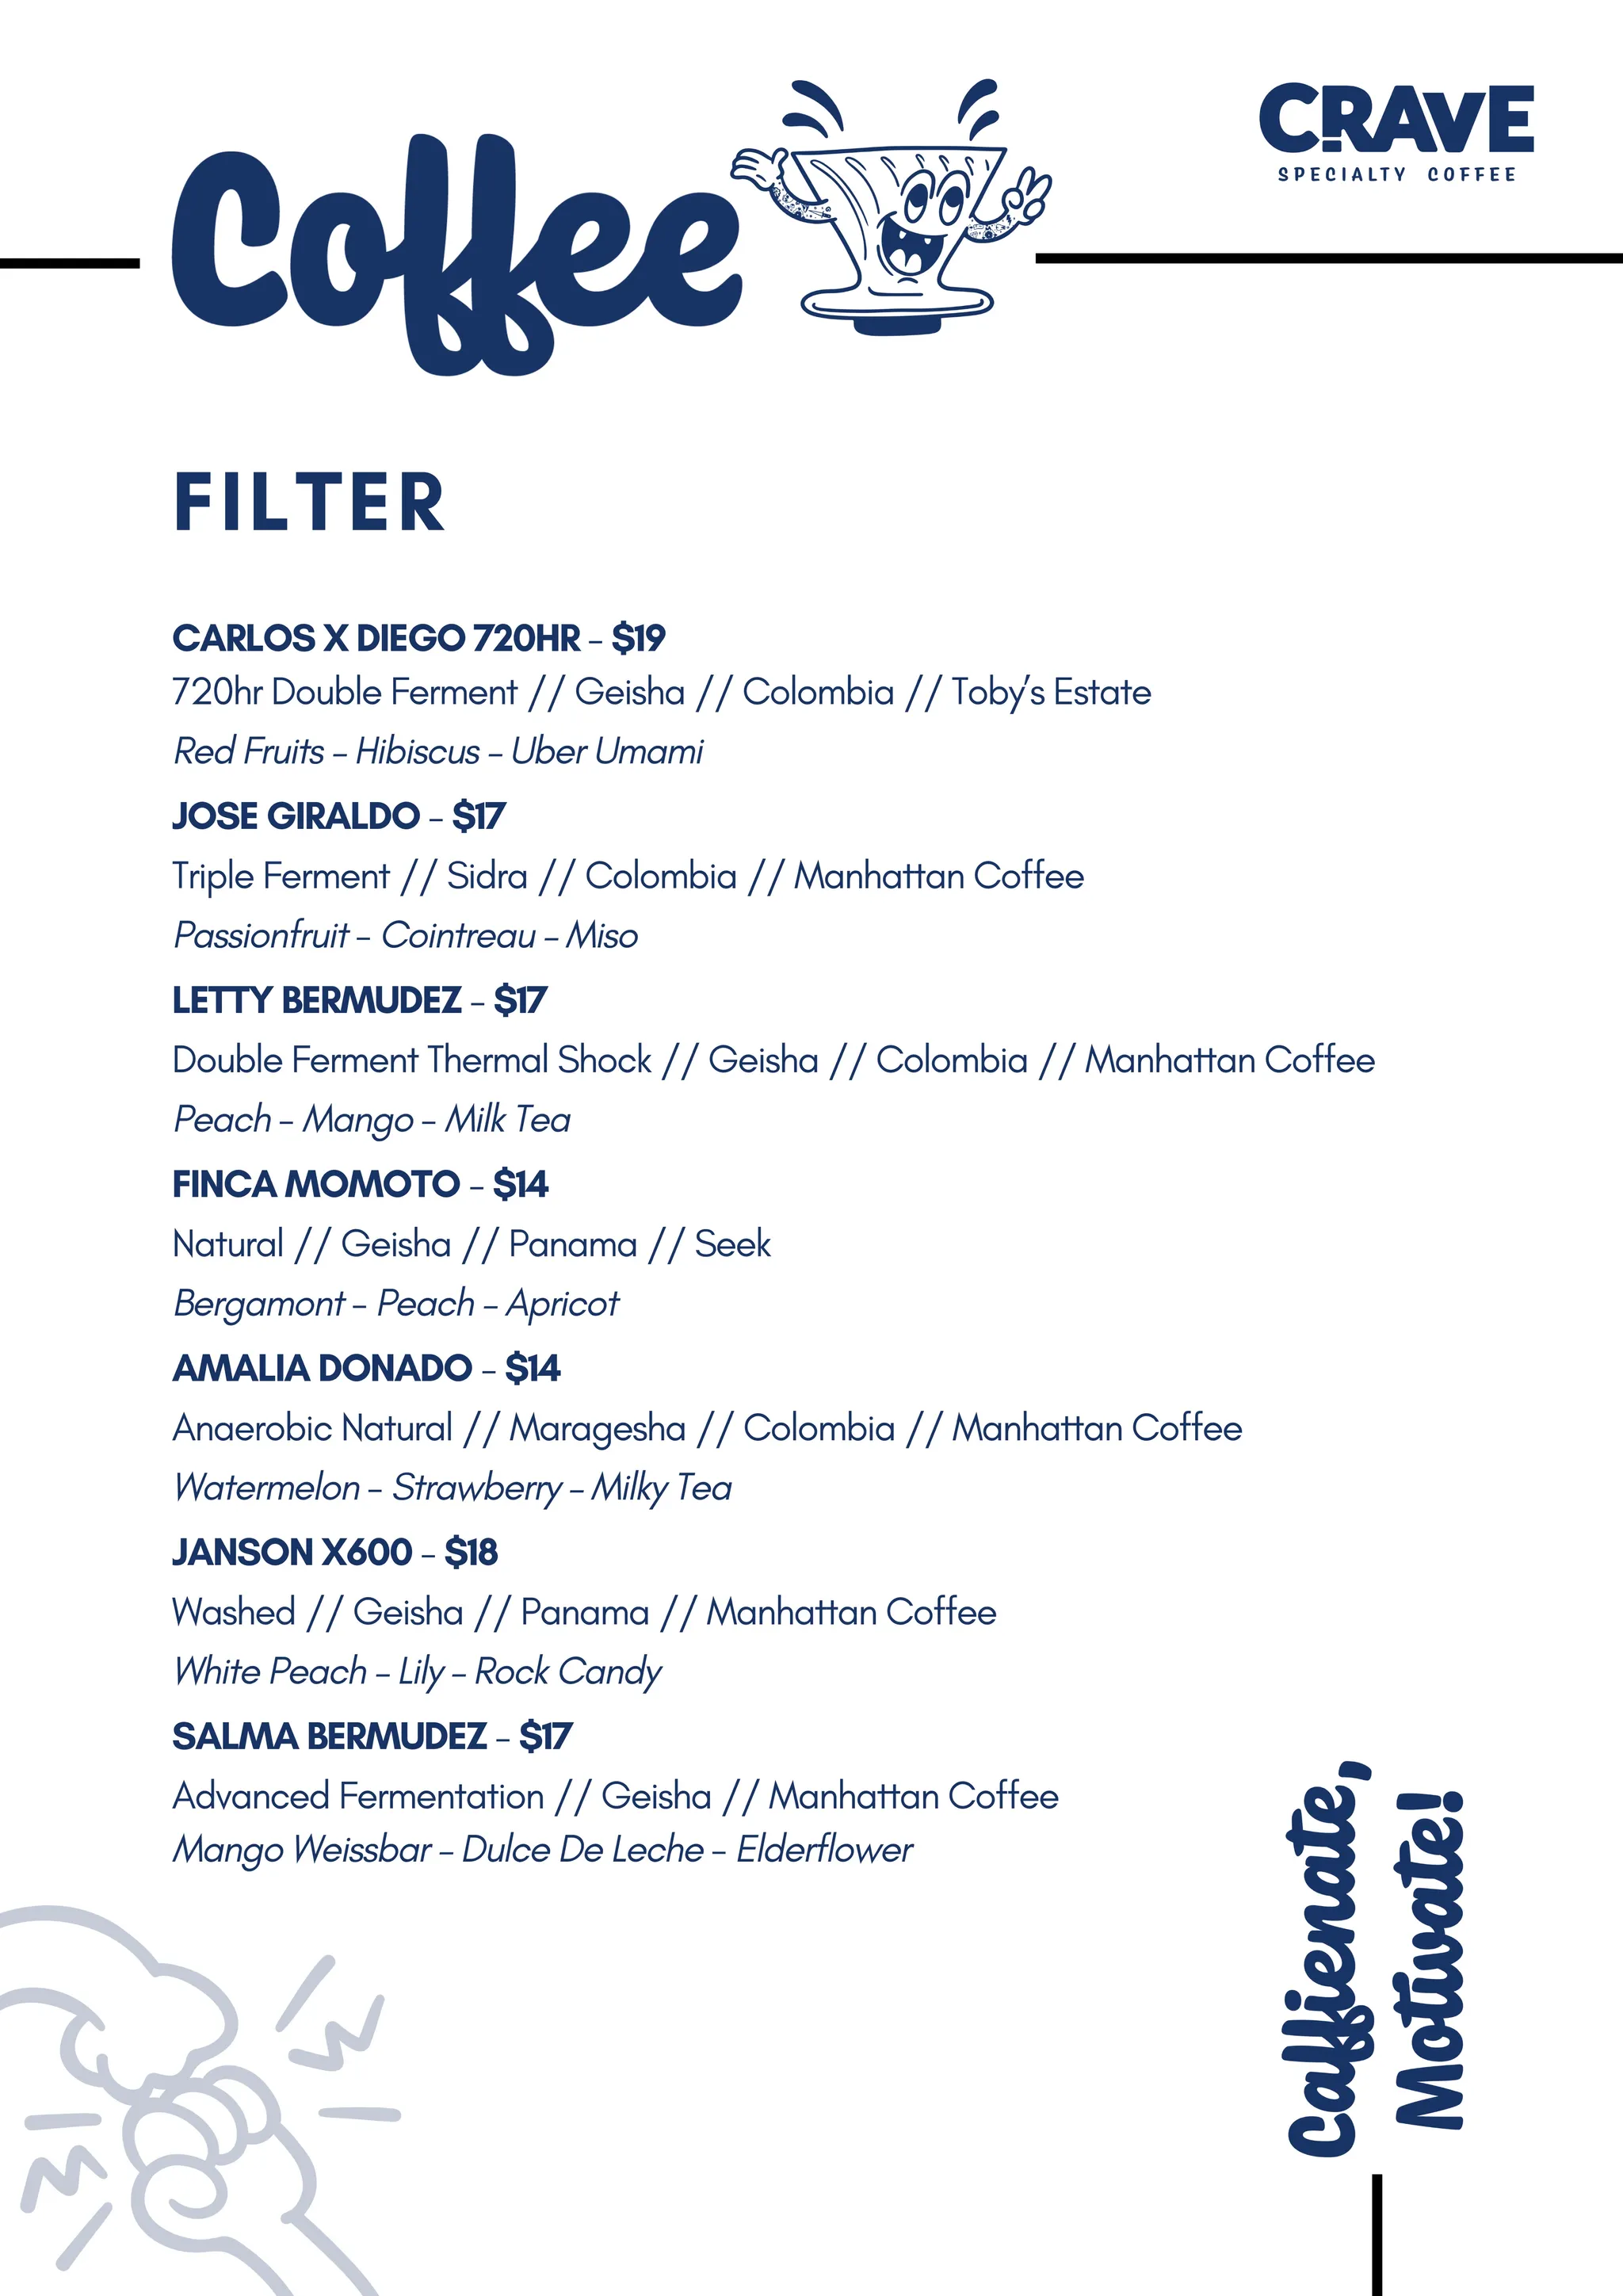 Coffee
CRAVE
SPECIALTY COFFEE
FILTER
CARLOS X DIEGO 720HR – $19
720hr Double Ferment // Geisha // Colombia // Toby's Estate
Red Fruits – Hibiscus – Uber Umami
JOSE GIRALDO – $17
Triple Ferment // Sidra // Colombia // Manhattan Coffee
Passionfruit – Cointreau – Miso
LETTY BERMUDEZ – $17
Double Ferment Thermal Shock // Geisha // Colombia // Manhattan Coffee
Peach – Mango – Milk Tea
FINCA MOMOTO – $14
Natural // Geisha // Panama // Seek
Bergamont – Peach – Apricot
AMALIA DONADO – $14
Anaerobic Natural // Maragesha // Colombia // Manhattan Coffee
Watermelon – Strawberry – Milky Tea
JANSON X600 – $18
Washed // Geisha // Panama // Manhattan Coffee
White Peach – Lily – Rock Candy
SALMA BERMUDEZ – $17
Advanced Fermentation // Geisha // Manhattan Coffee
Mango Weissbar – Dulce De Leche – Elderflower
Caffienate,
Motivate!